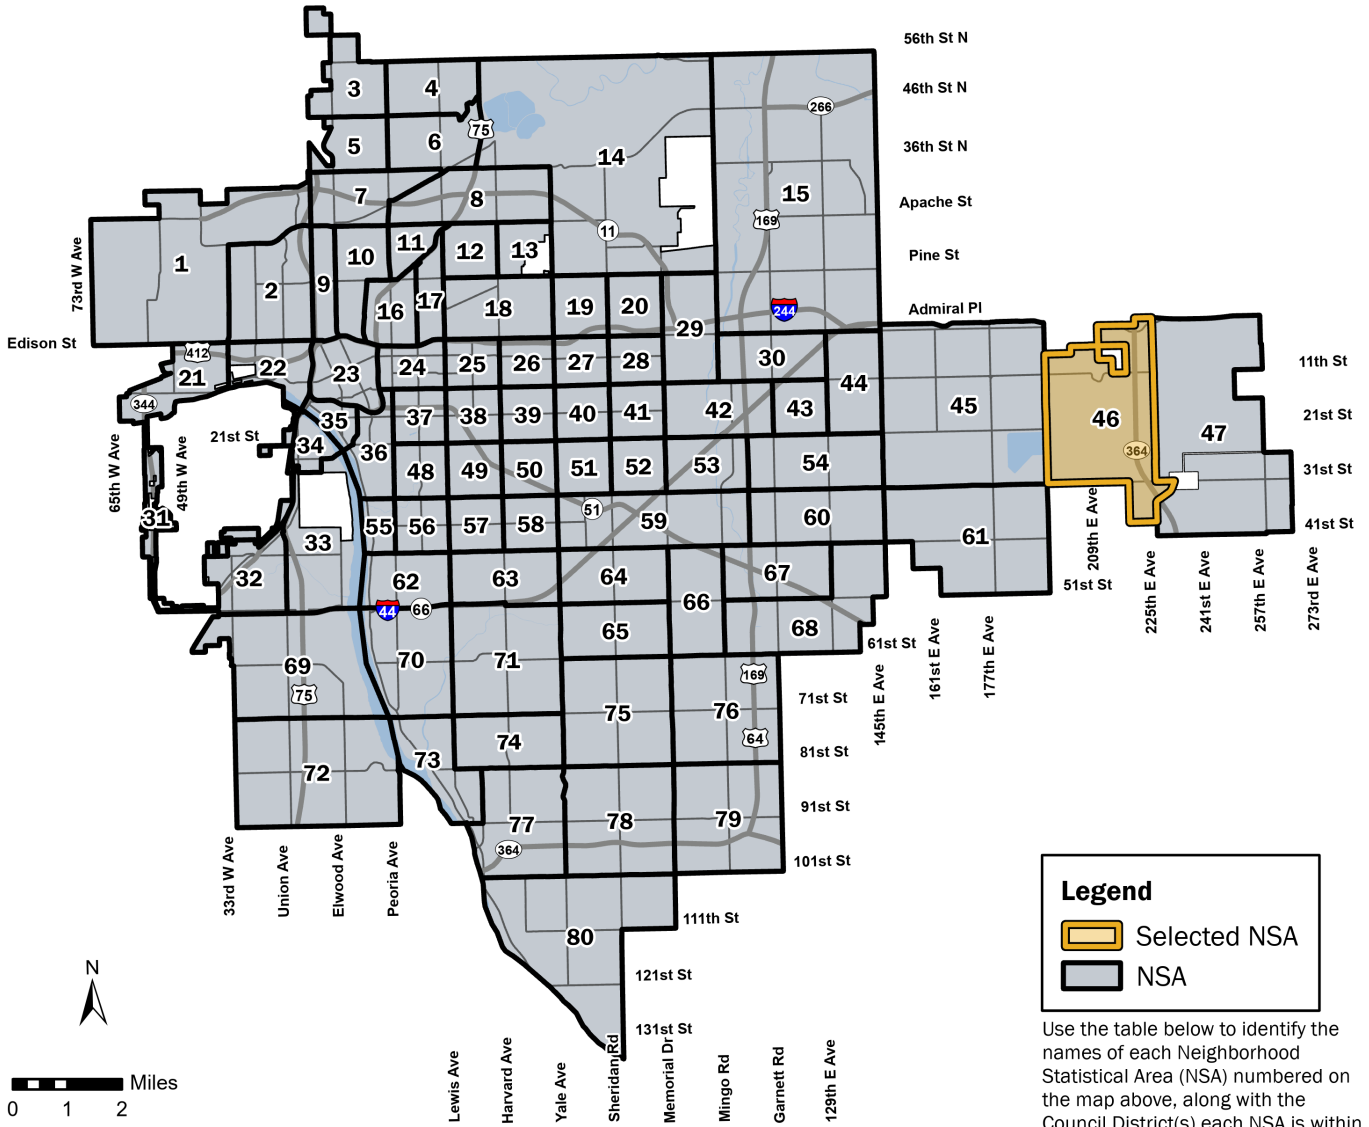 56th St N
46th St N
36th St N
Apache St
Pine St
Admiral Pl
11th St
21st St
31st St
41st St
51st St
61st St
71st St
81st St
91st St
101st St
111th St
121st St
131st St
73rd W Ave
Edison St
65th W Ave
49th W Ave
21st St
33rd W Ave
Union Ave
Elwood Ave
Peoria Ave
Lewis Ave
Harvard Ave
Yale Ave
Sheridan Rd
Memorial Dr
Mingo Rd
Garnett Rd
129th E Ave
145th E Ave
161st E Ave
177th E Ave
209th E Ave
225th E Ave
241st E Ave
257th E Ave
273rd E Ave
3
4
75
266
5
6
14
15
7
8
169
11
1
2
9
10
11
12
13
16
17
18
19
20
29
244
412
21
22
23
24
25
26
27
28
30
44
344
35
34
36
37
38
39
40
41
42
43
45
46
364
47
31
48
49
50
51
52
53
54
33
55
56
57
58
51
59
60
61
32
62
44
66
63
64
65
66
67
68
69
75
70
71
169
75
76
64
72
73
74
77
364
78
79
80
N
Miles
0 1 2
Legend
Selected NSA
NSA
Use the table below to identify the
names of each Neighborhood
Statistical Area (NSA) numbered on
the map above, along with the
Council District(s) each NSA is within